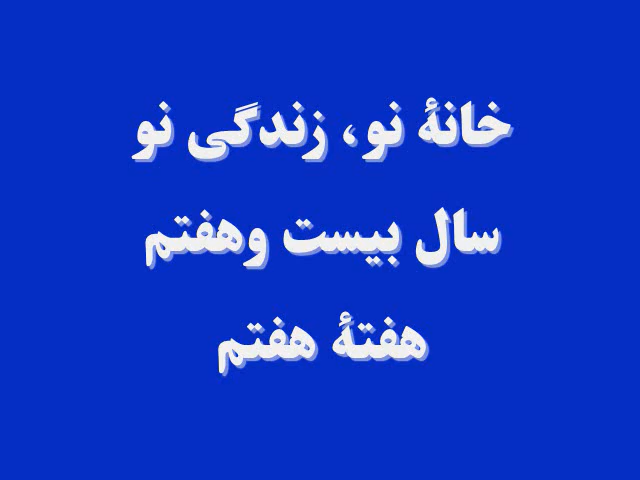 خانهٔ نو، زندگی نو
سال بیست وهفتم
هفتهٔ هفتم